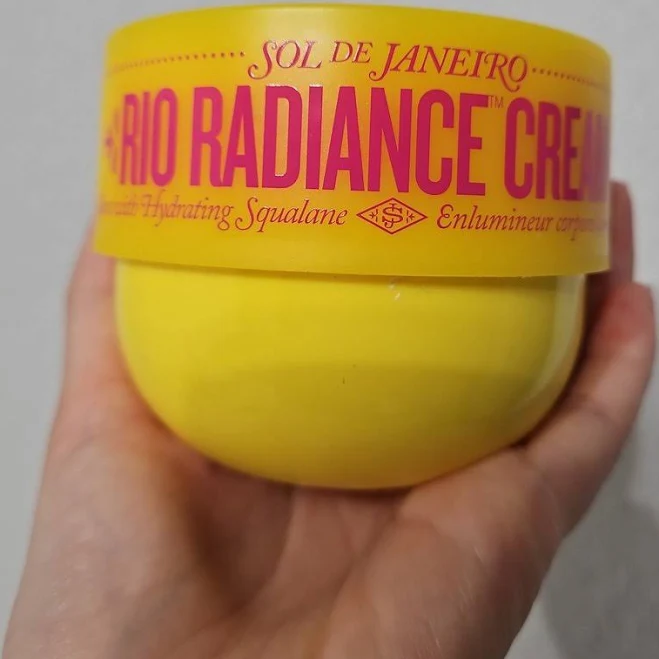 SOL DE JANEIRO
RIO RADIANCE™ CREAM
Hydrating Squalane Enlumineur